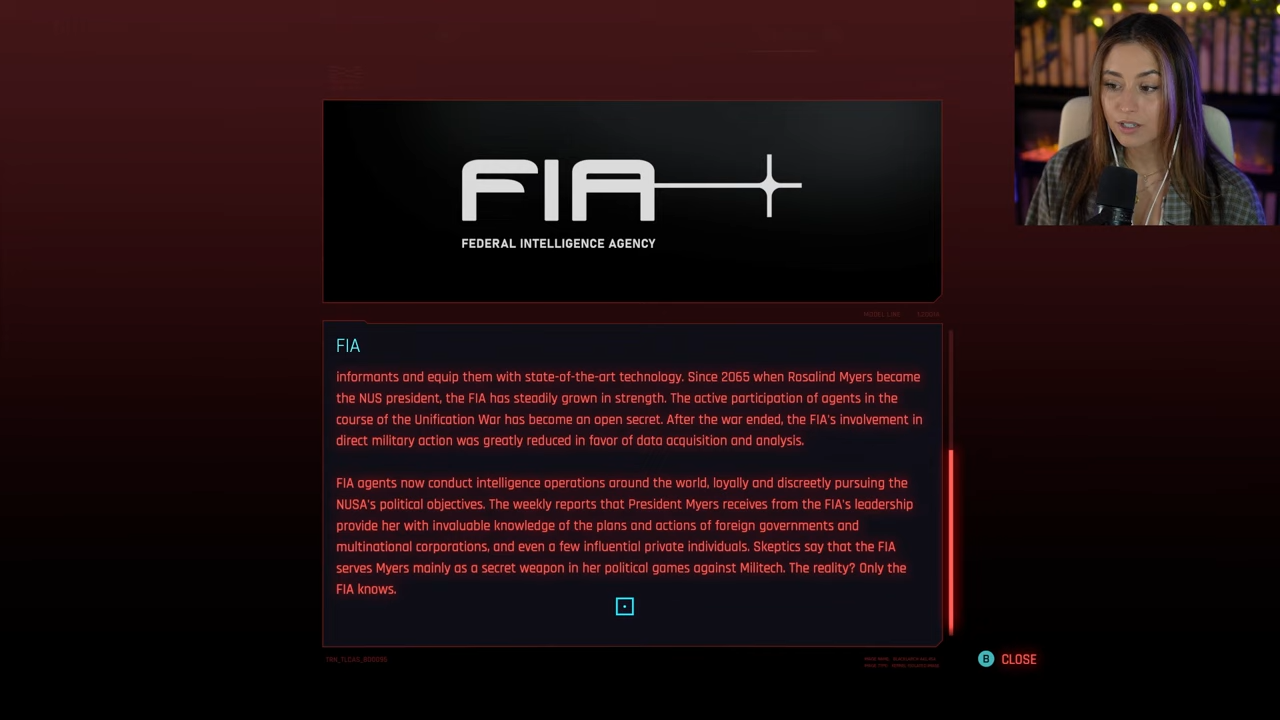 FIA
FEDERAL INTELLIGENCE AGENCY
FIA
informants and equip them with state-of-the-art technology. Since 2065 when Rosalind Myers became
the NUS president, the FIA has steadily grown in strength. The active participation of agents in the
course of the Unification War has become an open secret. After the war ended, the FIA's involvement in
direct military action was greatly reduced in favor of data acquisition and analysis.
FIA agents now conduct intelligence operations around the world, loyally and discreetly pursuing the
NUSA's political objectives. The weekly reports that President Myers receives from the FIA's leadership
provide her with invaluable knowledge of the plans and actions of foreign governments and
multinational corporations, and even a few influential private individuals. Skeptics say that the FIA
serves Myers mainly as a secret weapon in her political games against Militech. The reality? Only the
FIA knows.
B CLOSE